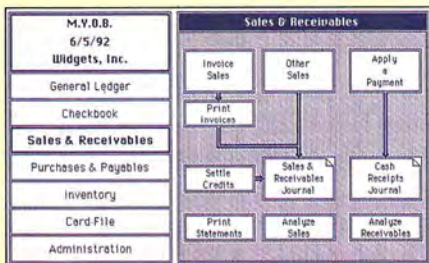 M.Y.O.B.
6/5/92
Widgets, Inc.
General Ledger
Checkbook
Sales & Receivables
Purchases & Payables
Inventory
Card File
Administration
Sales & Receivables
Invoice
Sales
Other
Sales
Apply
a
Payment
Print
Invoices
Settle
Credits
Sales &
Receivables
Journal
Cash
Receipts
Journal
Print
Statements
Analyze
Sales
Analyze
Receivables